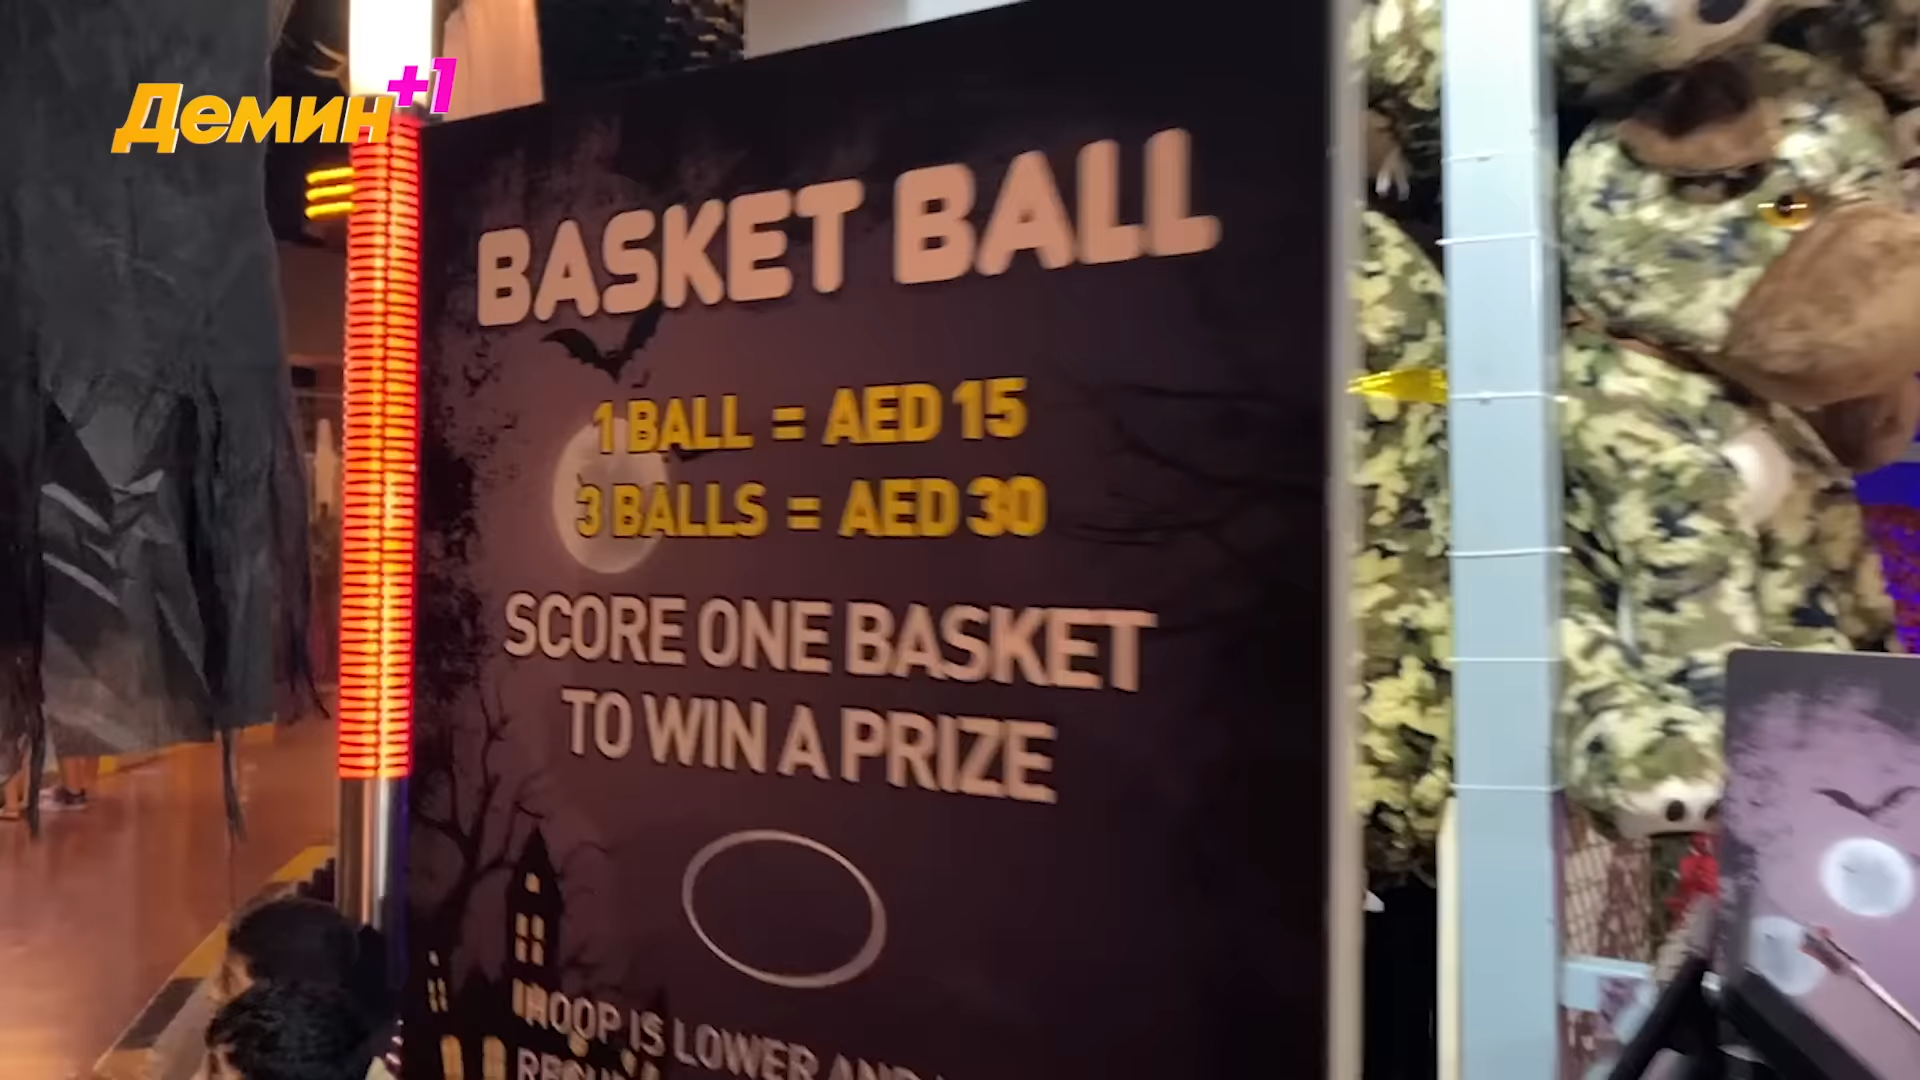 Демин+1
BASKET BALL
1 BALL = AED 15
3 BALLS = AED 30
SCORE ONE BASKET
TO WIN A PRIZE
HOOP IS LOWER AND